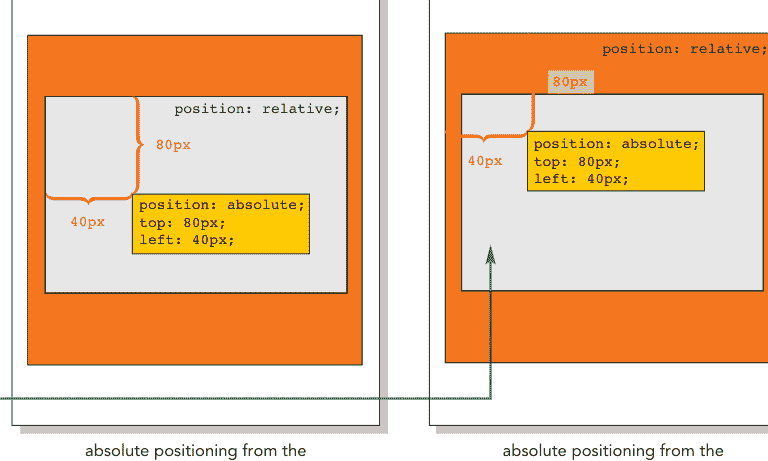 position: relative;
80px
position: absolute;
top: 80px;
left: 40px;
40px
absolute positioning from the
position: relative;
80px
position: absolute;
top: 80px;
left: 40px;
40px
absolute positioning from the